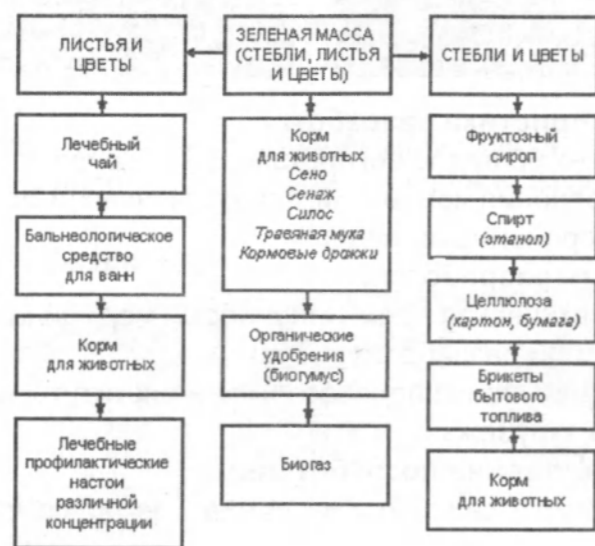 ЛИСТЬЯ И
ЦВЕТЫ
Лечебный
чай
Бальнеологическое
средство
для ванн
Корм
для животных
Лечебные
профилактические
настои
различной
концентрации
ЗЕЛЕНАЯ МАССА
(СТЕБЛИ, ЛИСТЬЯ
И ЦВЕТЫ)
Корм
для животных
Сено
Сенаж
Силос
Травяная мука
Кормовые дрожжи
Органические
удобрения
(биогумус)
Биогаз
СТЕБЛИ И ЦВЕТЫ
Фруктозный
сироп
Спирт
(этанол)
Целлюлоза
(картон, бумага)
Брикеты
бытового
топлива
Корм
для животных